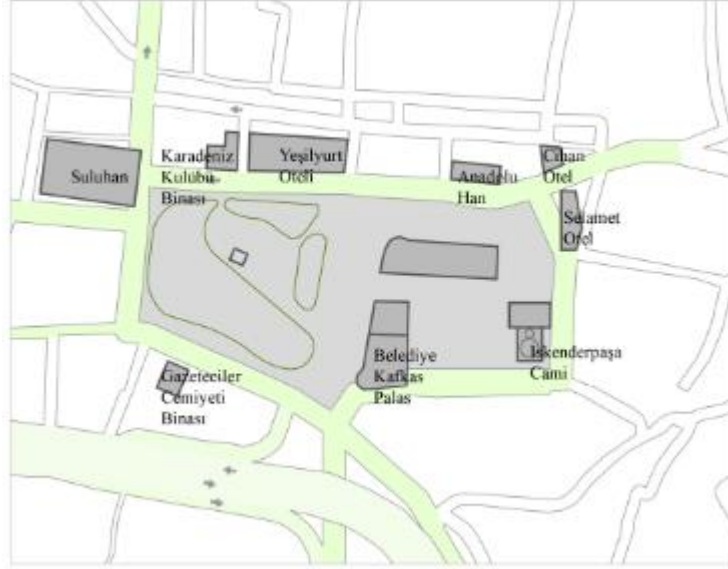 Suluhan
Karadeniz
Kulübü
Binası
Yeşilyurt
Oteli
Anadolu
Han
Cihan
Otel
Selamet
Otel
Belediye
Kafkas
Palas
İskenderpaşa
Cami
Gazeteciler
Cemiyeti
Binası